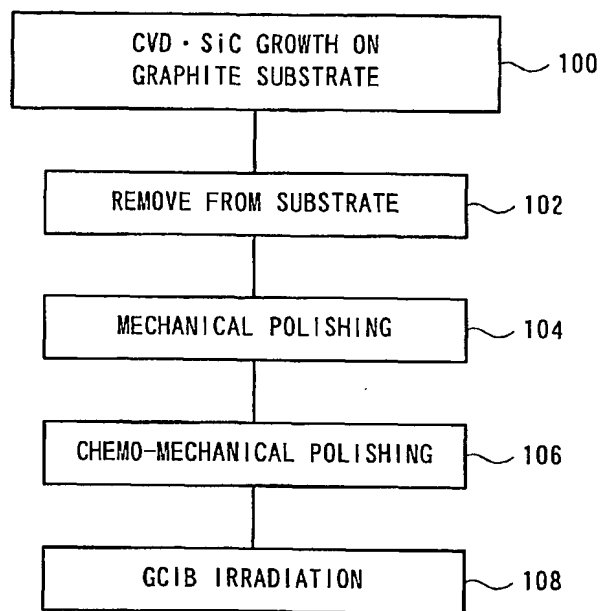 CVD・SiC GROWTH ON
GRAPHITE SUBSTRATE
100
REMOVE FROM SUBSTRATE
102
MECHANICAL POLISHING
104
CHEMO-MECHANICAL POLISHING
106
GCIB IRRADIATION
108